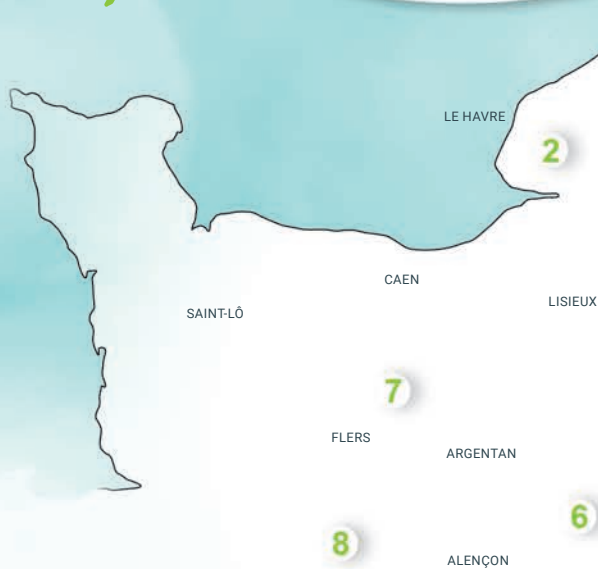 LE HAVRE
2
CAEN
LISIEUX
SAINT-LÔ
7
FLERS
ARGENTAN
6
8
ALENÇON